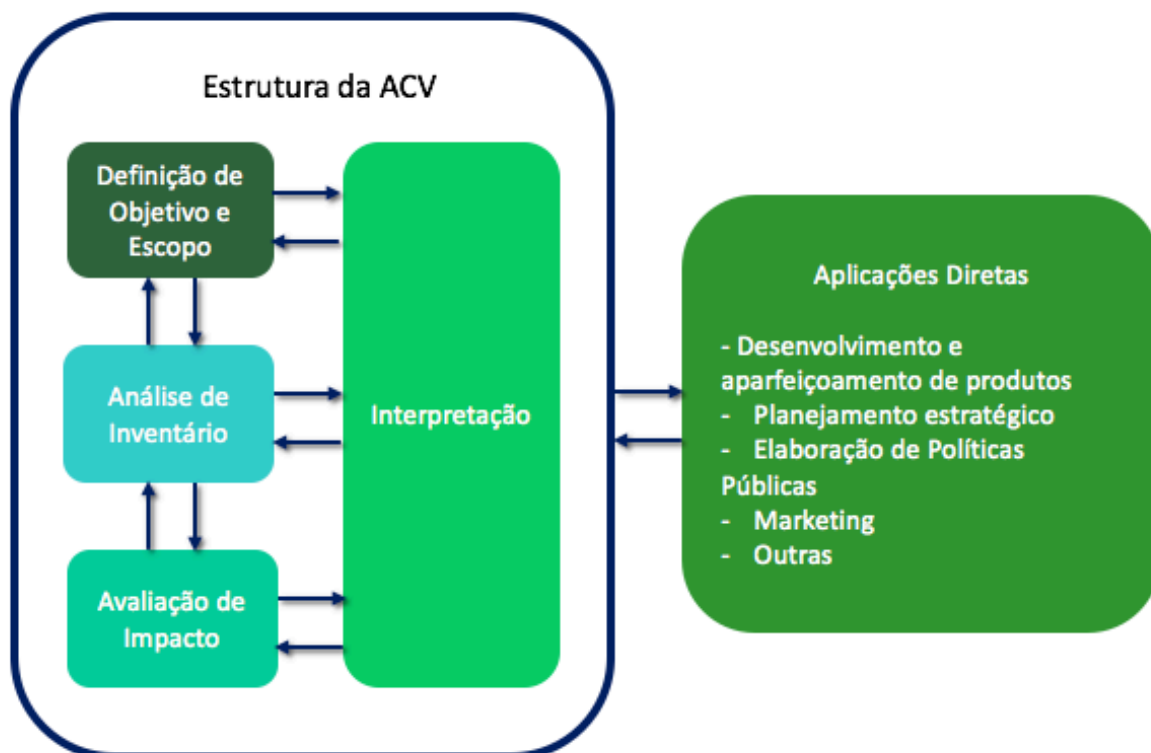 Estrutura da ACV
Definição de
Objetivo e
Escopo
Análise de
Inventário
Avaliação de
Impacto
Interpretação
Aplicações Diretas
- Desenvolvimento e
aparfeiçoamento de produtos
- Planejamento estratégico
- Elaboração de Políticas
Públicas
- Marketing
- Outras